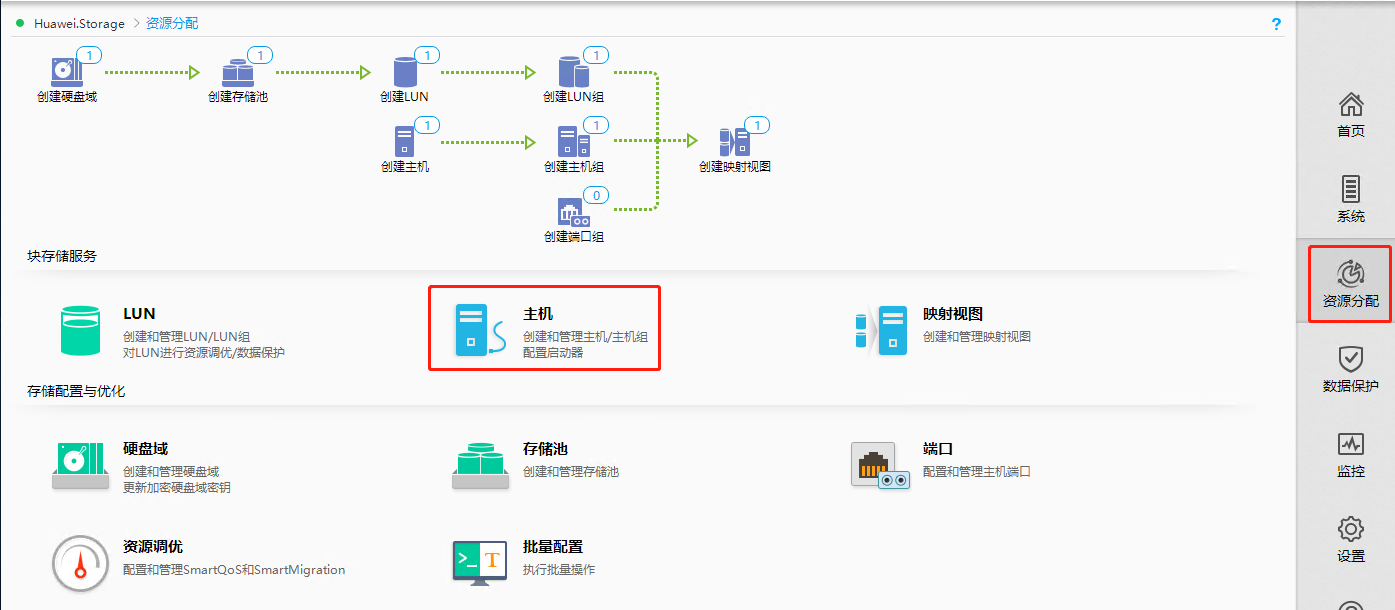 Huawei.Storage > 资源分配
?
1
1
1
1
创建硬盘域
创建存储池
创建LUN
创建LUN组
1
1
1
创建主机
创建主机组
创建映射视图
0
创建端口组
块存储服务
LUN
创建和管理LUN/LUN组
对LUN进行资源调优/数据保护
主机
创建和管理主机/主机组
配置启动器
映射视图
创建和管理映射视图
存储配置与优化
硬盘域
创建和管理硬盘域
更新加密硬盘域密钥
存储池
创建和管理存储池
端口
配置和管理主机端口
资源调优
配置和管理SmartQoS和SmartMigration
>_ T
批量配置
执行批量操作
首页
系统
资源分配
数据保护
监控
设置